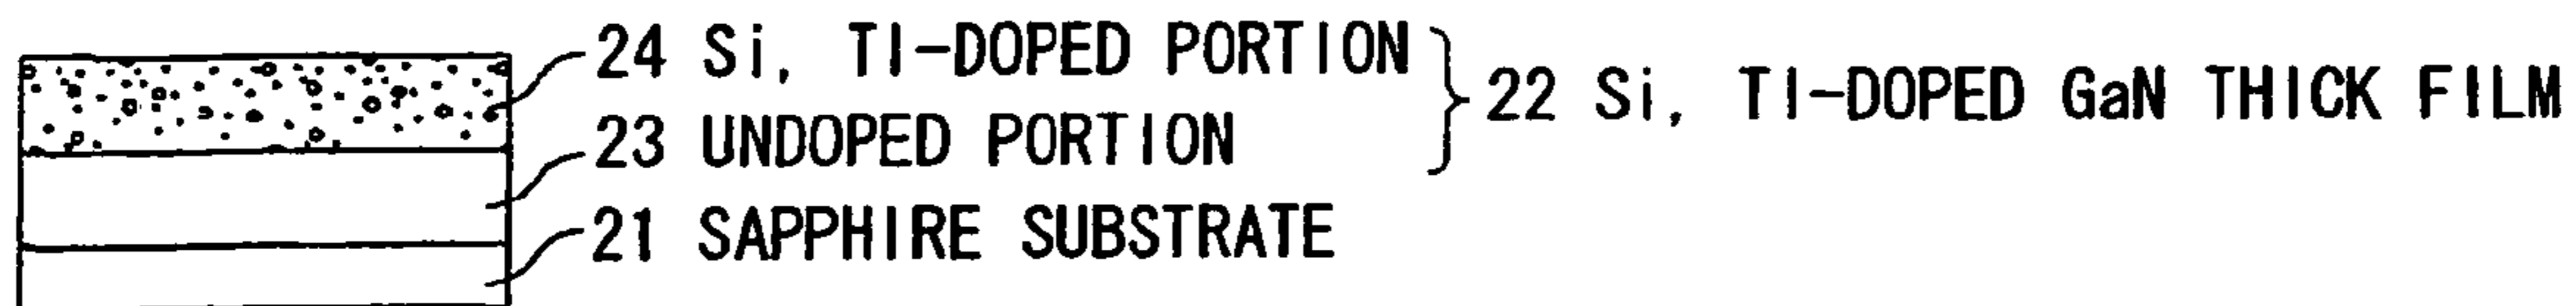 24 Si, TI-DOPED PORTION
22 Si, TI-DOPED GaN THICK FILM
23 UNDOPED PORTION
21 SAPPHIRE SUBSTRATE